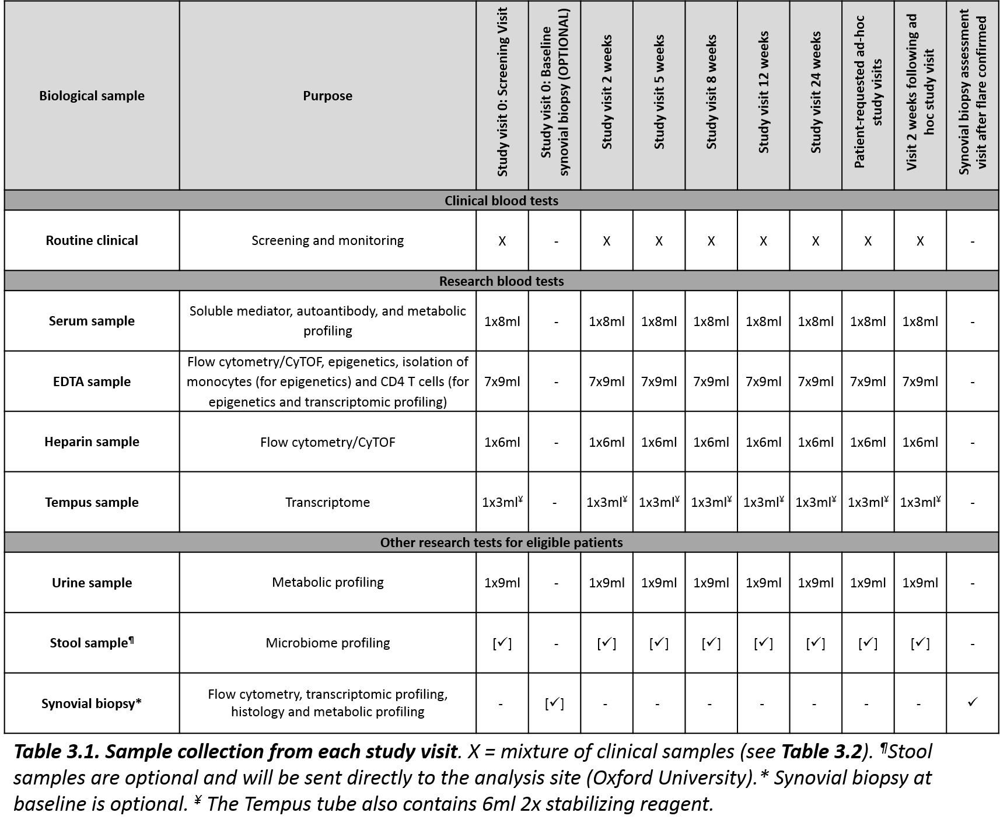 Biological sample
Purpose
Study visit 0: Screening Visit
Study visit 0: Baseline
synovial biopsy (OPTIONAL)
Study visit 2 weeks
Study visit 5 weeks
Study visit 8 weeks
Study visit 12 weeks
Study visit 24 weeks
Patient-requested ad-hoc
study visits
Visit 2 weeks following ad
hoc study visit
Synovial biopsy assessment
visit after flare confirmed
Clinical blood tests
Routine clinical Screening and monitoring X - X X X X X X X -
Research blood tests
Serum sample
Soluble mediator, autoantibody, and metabolic
profiling
1x8ml - 1x8ml 1x8ml 1x8ml 1x8ml 1x8ml 1x8ml 1x8ml -
EDTA sample
Flow cytometry/CyTOF, epigenetics, isolation of
monocytes (for epigenetics) and CD4 T cells (for
epigenetics and transcriptomic profiling)
7x9ml - 7x9ml 7x9ml 7x9ml 7x9ml 7x9ml 7x9ml 7x9ml -
Heparin sample Flow cytometry/CyTOF 1x6ml - 1x6ml 1x6ml 1x6ml 1x6ml 1x6ml 1x6ml 1x6ml -
Tempus sample Transcriptome 1x3ml¥ - 1x3ml¥ 1x3ml¥ 1x3ml¥ 1x3ml¥ 1x3ml¥ 1x3ml¥ 1x3ml¥ -
Other research tests for eligible patients
Urine sample Metabolic profiling 1x9ml - 1x9ml 1x9ml 1x9ml 1x9ml 1x9ml 1x9ml 1x9ml -
Stool sample¶ Microbiome profiling [✓] - [✓] [✓] [✓] [✓] [✓] [✓] [✓] -
Synovial biopsy*
Flow cytometry, transcriptomic profiling,
histology and metabolic profiling
- [✓] - - - - - - - ✓
Table 3.1. Sample collection from each study visit. X = mixture of clinical samples (see Table 3.2). ¶Stool
samples are optional and will be sent directly to the analysis site (Oxford University).* Synovial biopsy at
baseline is optional. ¥ The Tempus tube also contains 6ml 2x stabilizing reagent.